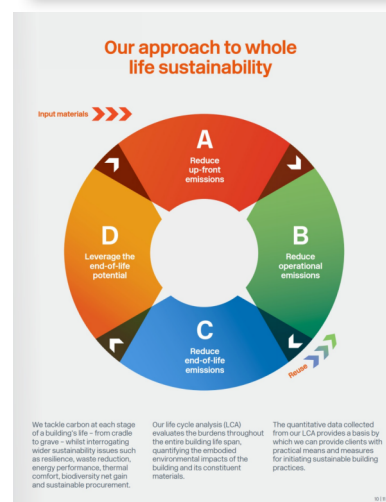 Our approach to whole
life sustainability
Input materials
A
Reduce
up-front
emissions
B
Reduce
operational
emissions
D
Leverage the
end-of-life
potential
C
Reduce
end-of-life
emissions
Reuse
We tackle carbon at each stage
of a building's life – from cradle
to grave – whilst interrogating
wider sustainability issues such
as resilience, waste reduction,
energy performance, thermal
comfort, biodiversity net gain
and sustainable procurement.
Our life cycle analysis (LCA)
evaluates the burdens throughout
the entire building life span,
quantifying the embodied
environmental impacts of the
building and its constituent
materials.
The quantitative data collected
from our LCA provides a basis by
which we can provide clients with
practical means and measures
for initiating sustainable building
practices.